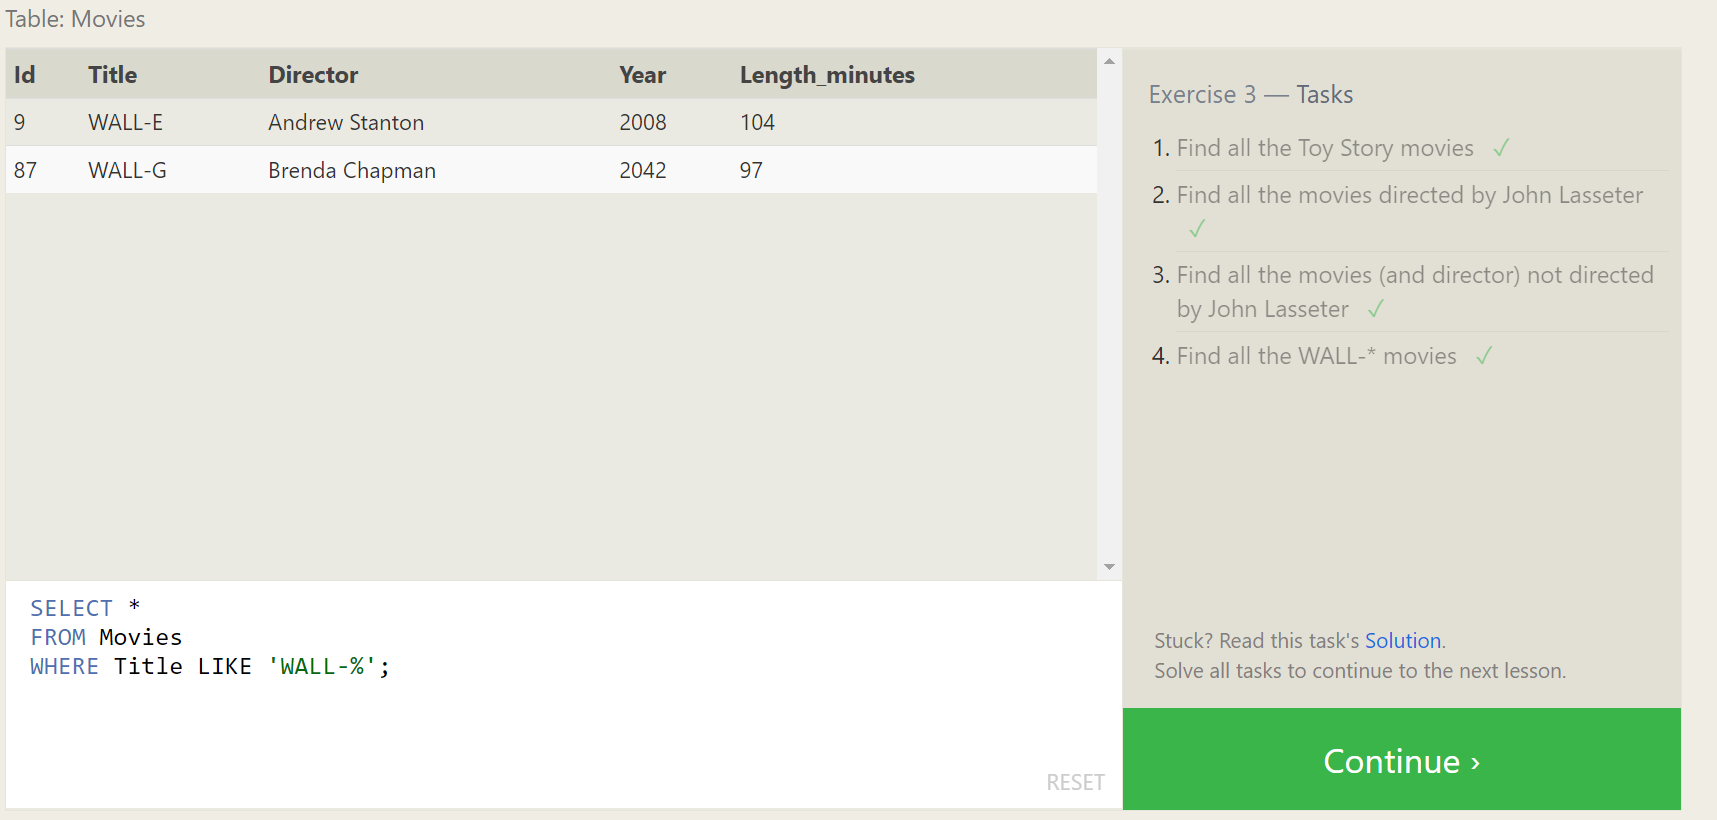 Table: Movies
Id Title Director Year Length_minutes
9 WALL-E Andrew Stanton 2008 104
87 WALL-G Brenda Chapman 2042 97
SELECT *
FROM Movies
WHERE Title LIKE 'WALL-%';
RESET
Exercise 3 — Tasks
1. Find all the Toy Story movies ✓
2. Find all the movies directed by John Lasseter
✓
3. Find all the movies (and director) not directed
by John Lasseter ✓
4. Find all the WALL-* movies ✓
Stuck? Read this task's Solution.
Solve all tasks to continue to the next lesson.
Continue ›